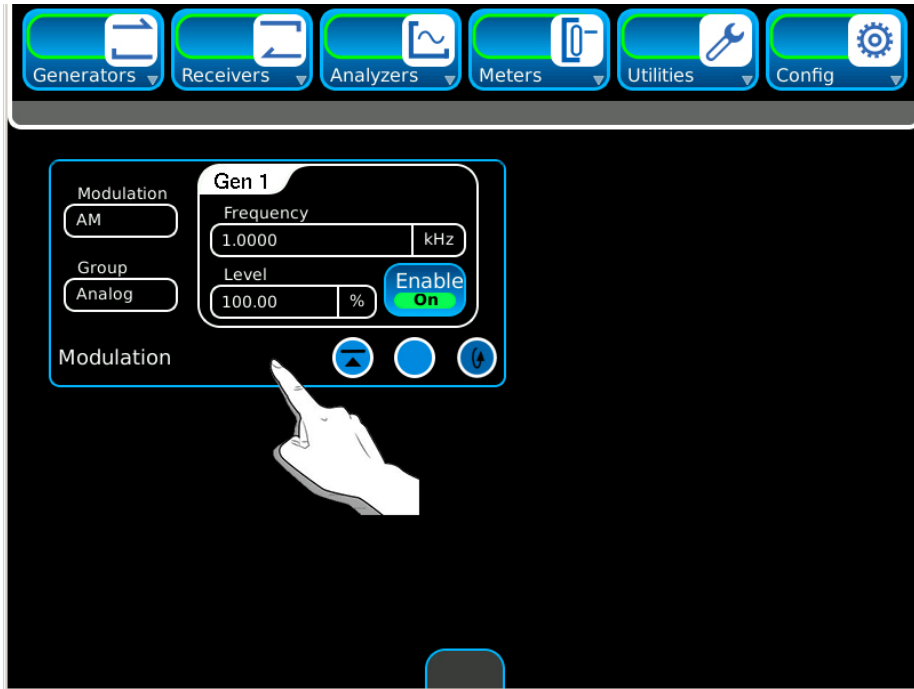 Generators Receivers Analyzers Meters Utilities Config
Gen 1
Modulation
AM
Frequency
1.0000 kHz
Group
Analog
Level
100.00 %
Enable
On
Modulation